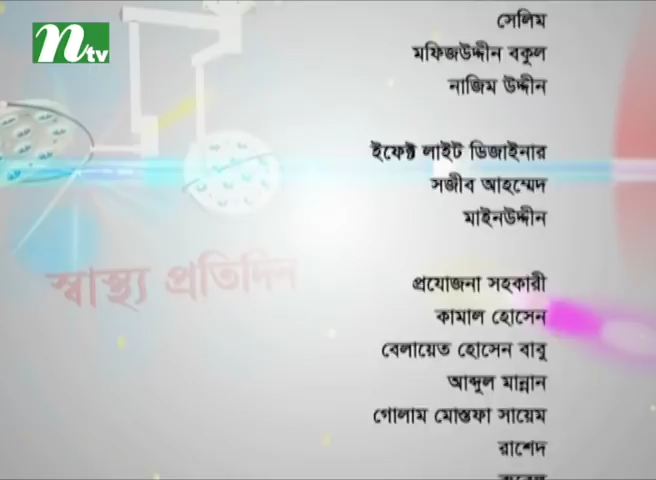 ntv
সেলিম
মফিজউদ্দীন বকুল
নাজিম উদ্দীন
ইফেক্ট লাইট ডিজাইনার
সজীব আহম্মেদ
মাইনউদ্দীন
স্বাস্থ্য প্রতিদিন
প্রযোজনা সহকারী
কামাল হোসেন
বেলায়েত হোসেন বাবু
আব্দুল মান্নান
গোলাম মোস্তফা সায়েম
রাশেদ